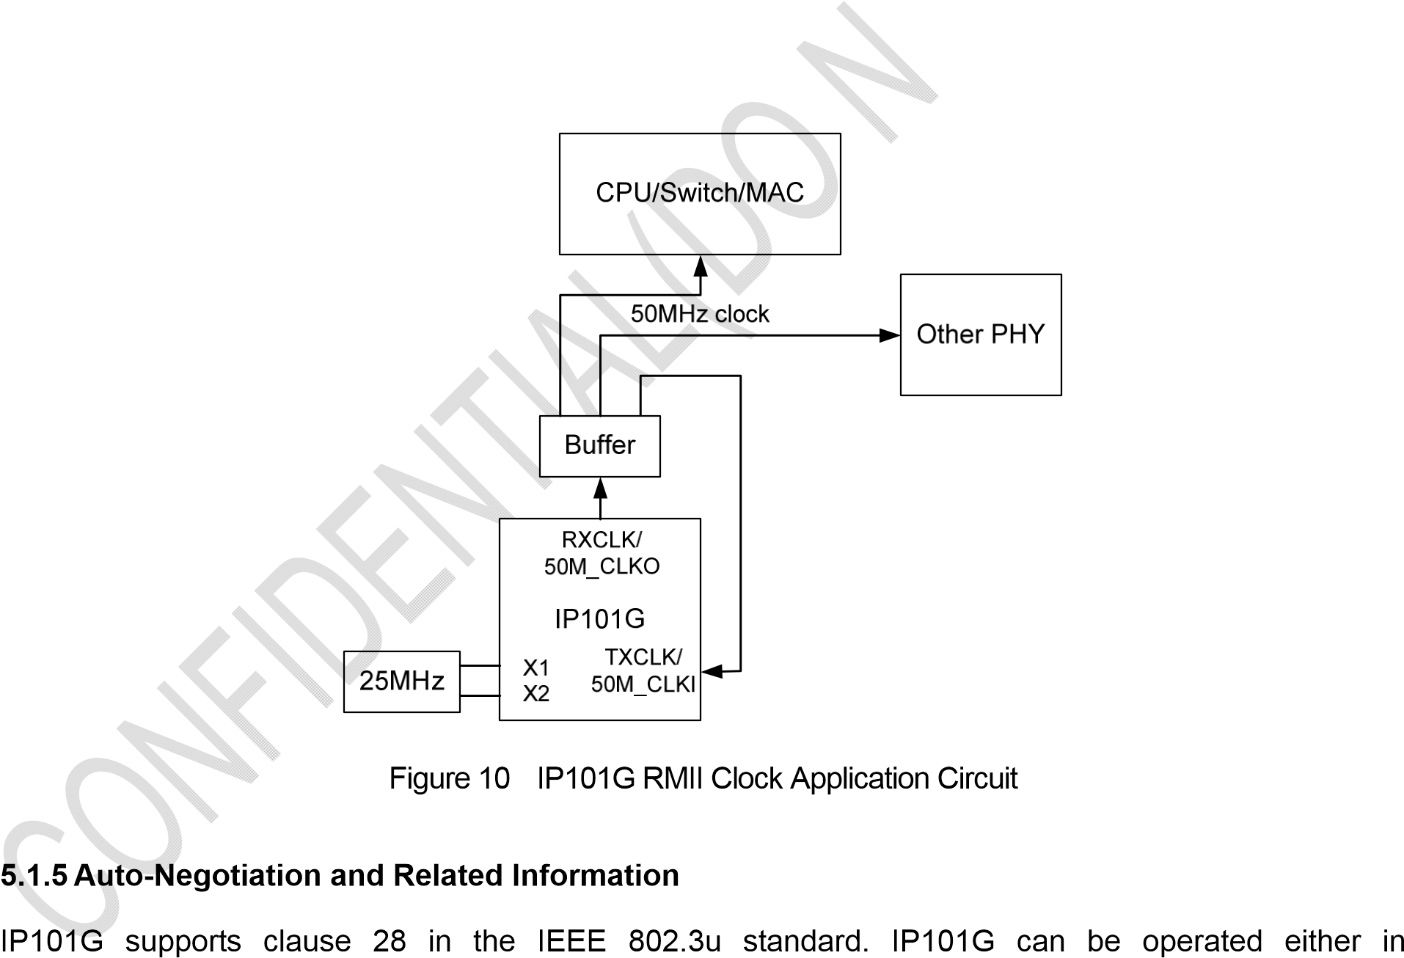 CONFIDENTIAL(DO N
CPU/Switch/MAC
50MHz clock
Other PHY
Buffer
RXCLK/
50M_CLKO
IP101G
25MHz
X1
X2
TXCLK/
50M_CLKI
Figure 10 IP101G RMII Clock Application Circuit
5.1.5 Auto-Negotiation and Related Information
IP101G supports clause 28 in the IEEE 802.3u standard. IP101G can be operated either in